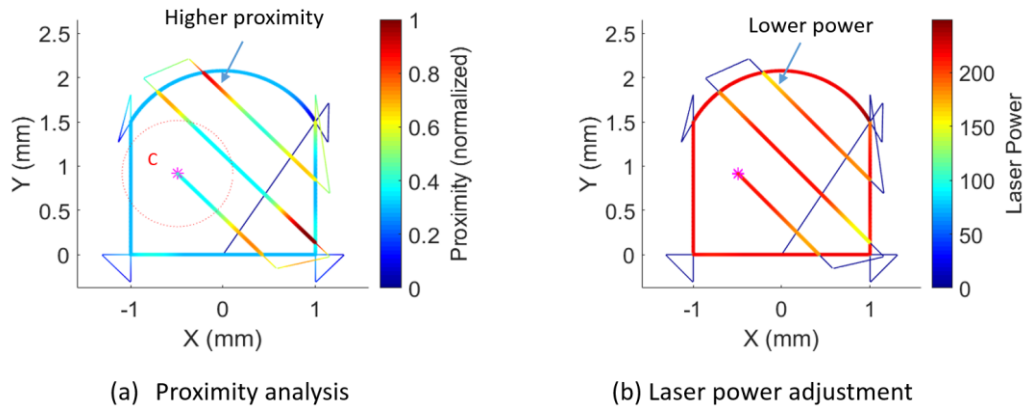 Higher proximity
2.5
2
1.5
1
0.5
0
Y (mm)
-1
0
1
X (mm)
C
1
0.8
0.6
0.4
0.2
0
Proximity (normalized)
(a) Proximity analysis
Lower power
2.5
2
1.5
1
0.5
0
Y (mm)
-1
0
1
X (mm)
200
150
100
50
0
Laser Power
(b) Laser power adjustment